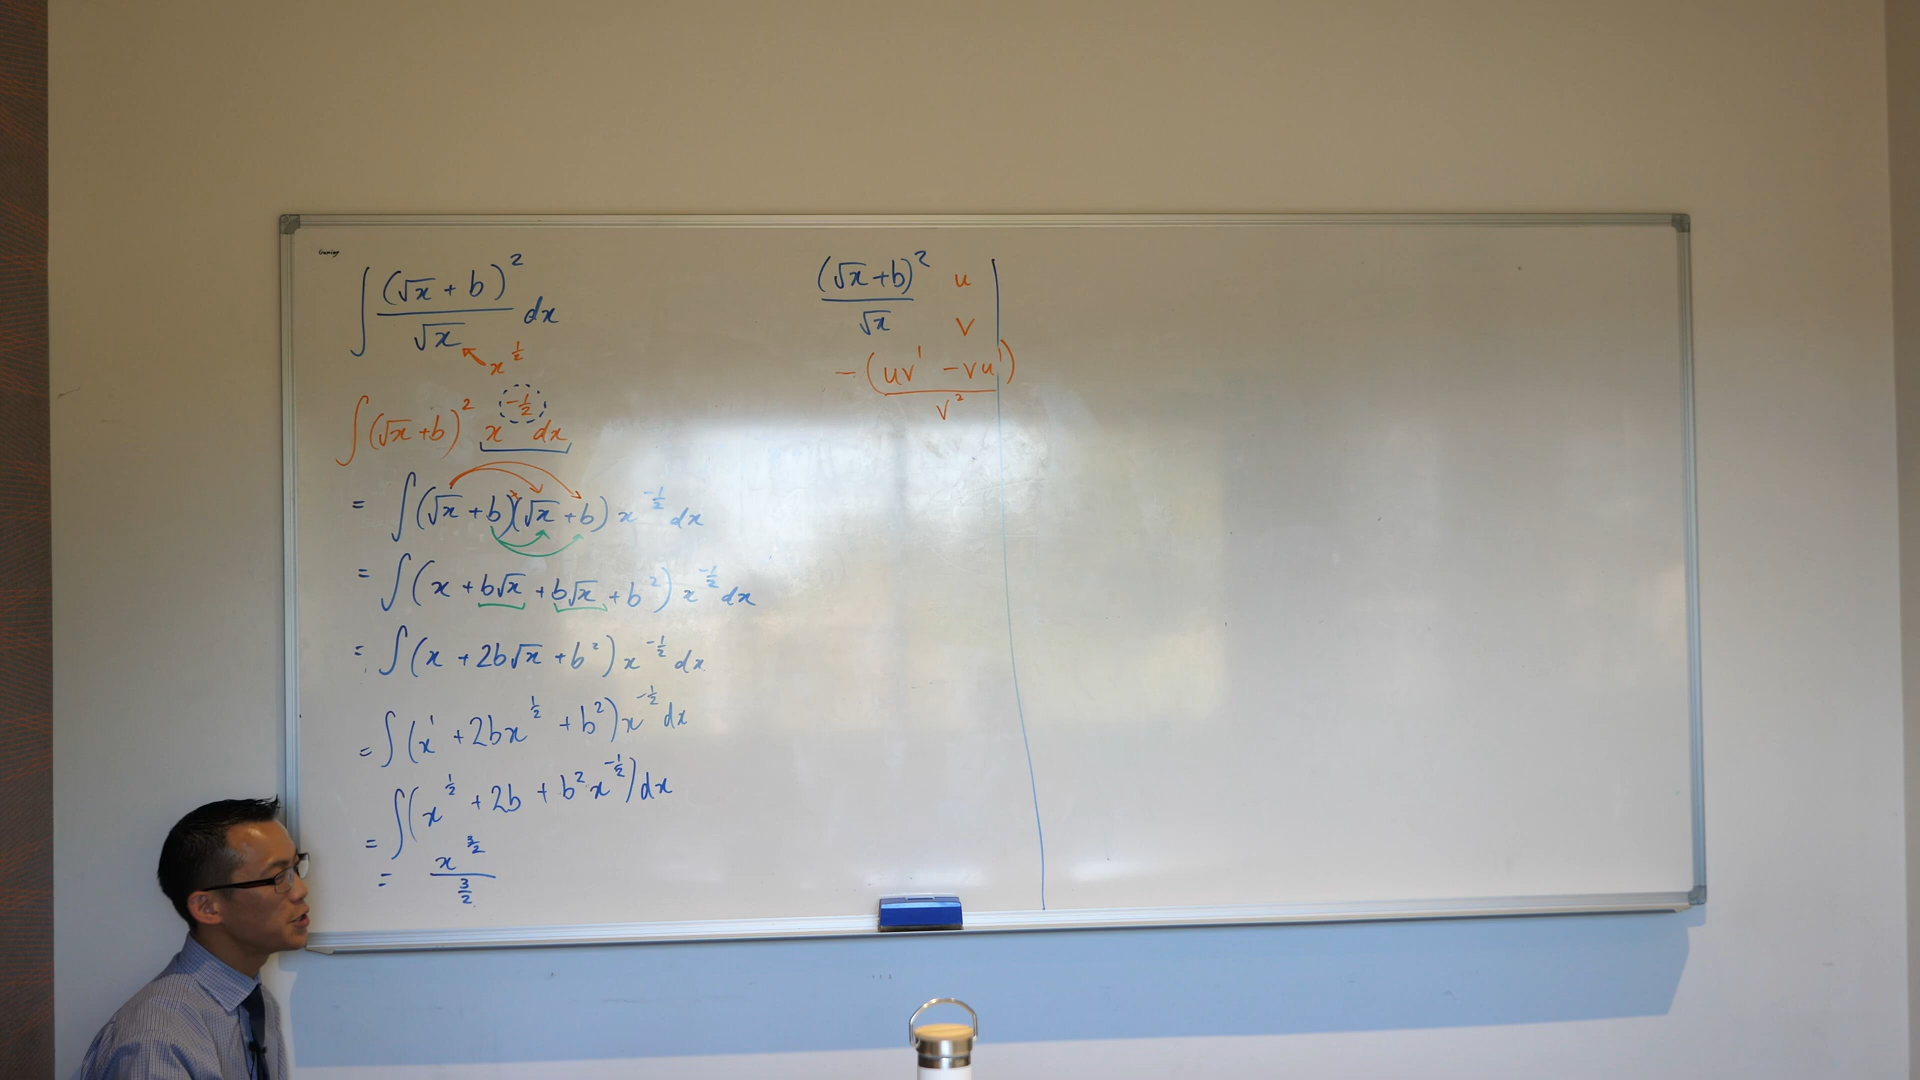 ∫ (√x + b)² / √x dx
x^½
∫ (√x + b)² x^-½ dx
= ∫ (√x + b)(√x + b) x^-½ dx
= ∫ (x + b√x + b√x + b²) x^-½ dx
= ∫ (x + 2b√x + b²) x^-½ dx
= ∫ (x¹ + 2bx^½ + b²) x^-½ dx
= ∫ (x^½ + 2b + b² x^-½) dx
= x^(3/2) / (3/2)
(√x + b)² / √x u
v
-(uv' - vu') / v²